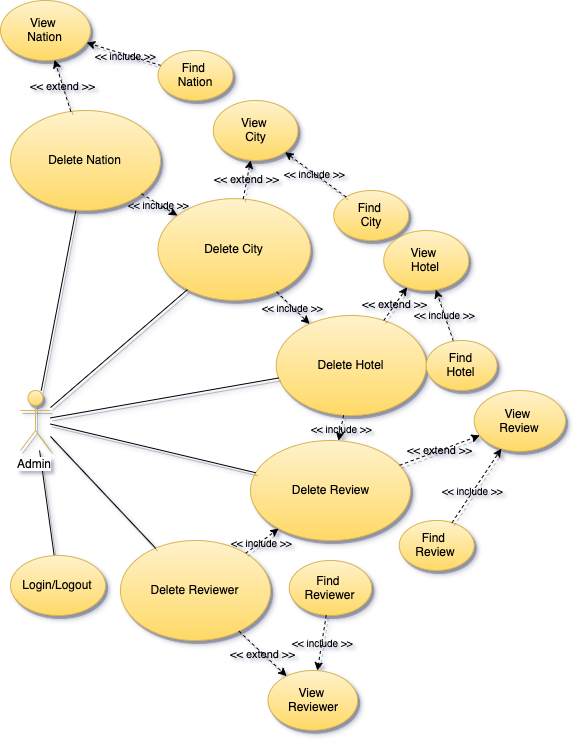 View
Nation
<< include >>
Find
Nation
<< extend >>
View
City
Delete Nation
<< include >>
<< extend >>
<< include >>
Find
City
Delete City
View
Hotel
<< include >>
<< extend >>
<< include >>
Delete Hotel
Find
Hotel
View
Review
<< include >>
<< extend >>
Admin
Delete Review
<< include >>
Find
Review
<< include >>
Login/Logout
Delete Reviewer
Find
Reviewer
<< extend >>
<< include >>
View
Reviewer